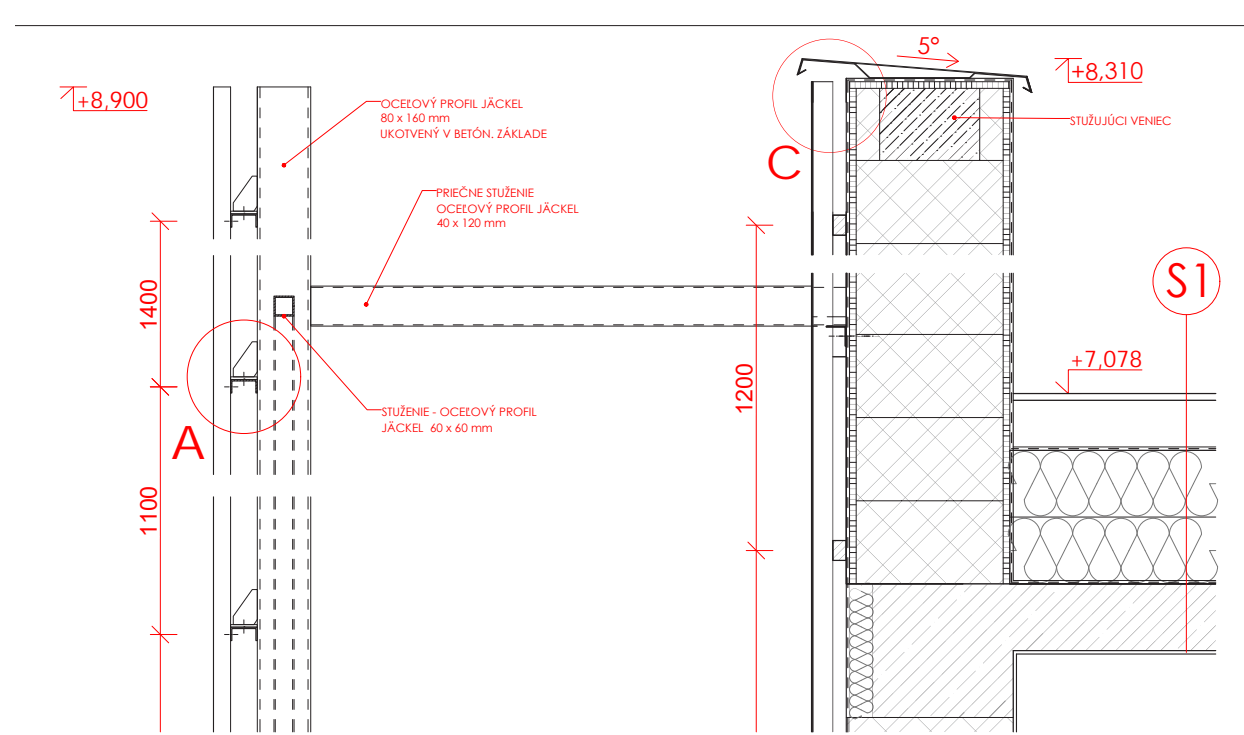 5°
+8,310
+8,900
OCEĽOVÝ PROFIL JÄCKEL
80 x 160 mm
UKOTVENÝ V BETÓN. ZÁKLADE
STUŽUJÚCI VENIEC
C
PRIEČNE STUŽENIE
OCEĽOVÝ PROFIL JÄCKEL
40 x 120 mm
S1
1400
+7,078
1200
STUŽENIE - OCEĽOVÝ PROFIL
JÄCKEL 60 x 60 mm
A
1100